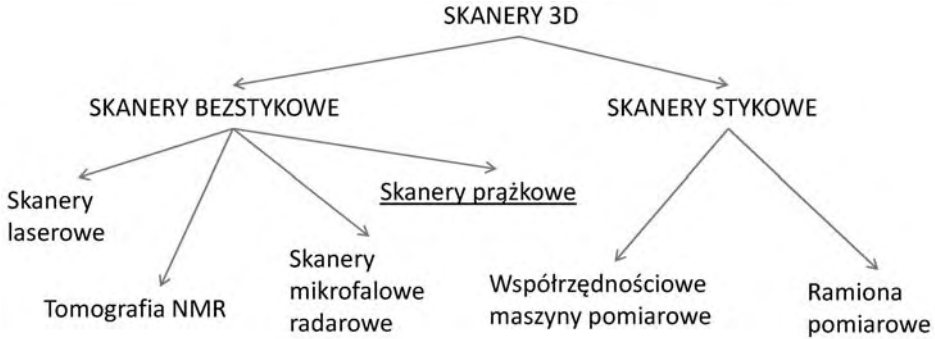 SKANERY 3D
SKANERY BEZSTYKOWE
SKANERY STYKOWE
Skanery
laserowe
Tomografia NMR
Skanery
mikrofalowe
radarowe
Skanery prążkowe
Współrzędnościowe
maszyny pomiarowe
Ramiona
pomiarowe